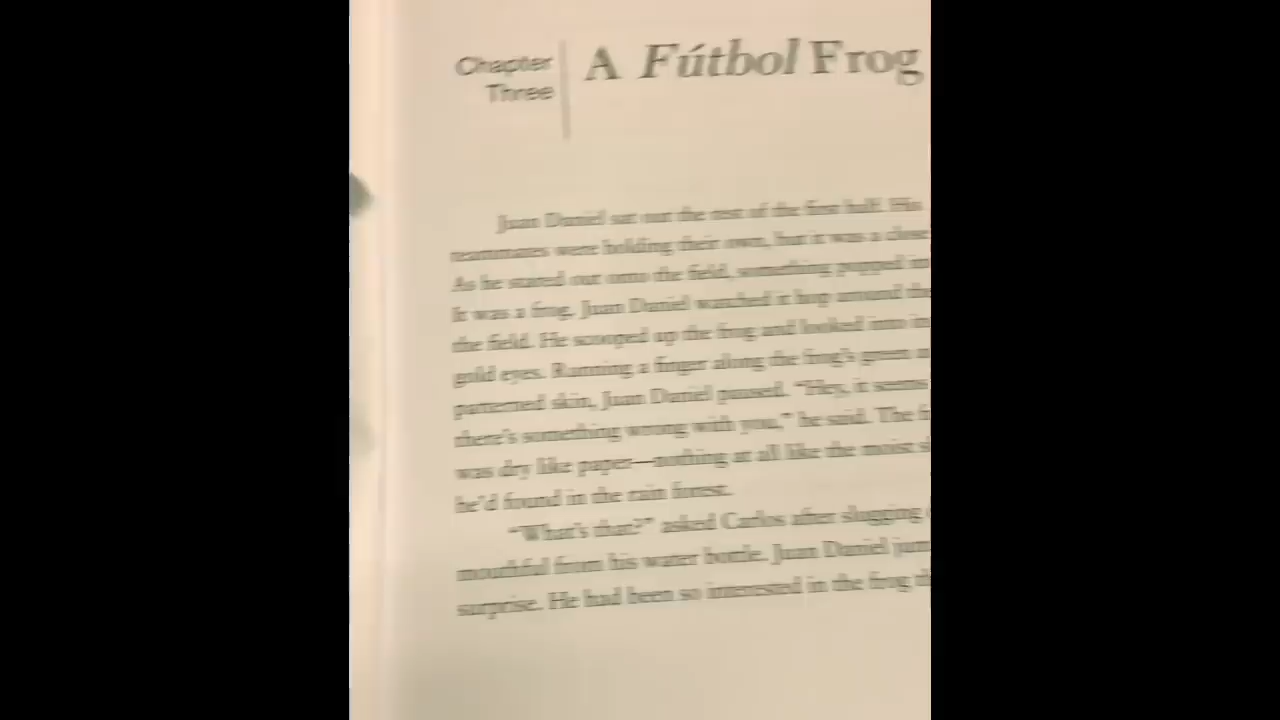 Chapter
Three
A Fútbol Frog
Juan Daniel sat out the rest of the first half. His
teammates were holding their own, but it was a close
As he stared out onto the field, something popped
It was a frog. Juan Daniel watched it hop around the
the field. He scooped up the frog and looked into
gold eyes. Running a finger along the frog's green
patterned skin, Juan Daniel paused. “Hey, it seems
there's something wrong with you,” he said. The
was dry like paper—nothing at all like the moist
he'd found in the rain forest.
“What's that?” asked Carlos after slugging
mouthful from his water bottle. Juan Daniel
surprise. He had been so interested in the frog